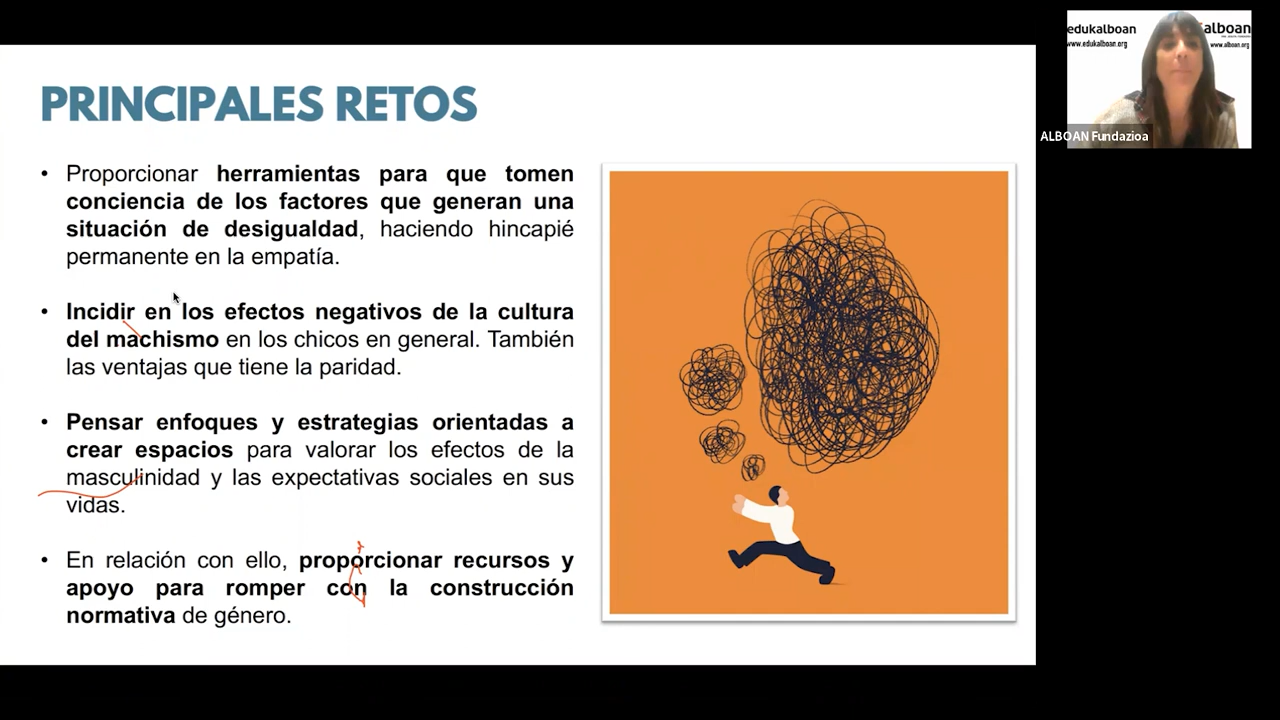 PRINCIPALES RETOS
• Proporcionar herramientas para que tomen
conciencia de los factores que generan una
situación de desigualdad, haciendo hincapié
permanente en la empatía.
• Incidir en los efectos negativos de la cultura
del machismo en los chicos en general. También
las ventajas que tiene la paridad.
• Pensar enfoques y estrategias orientadas a
crear espacios para valorar los efectos de la
masculinidad y las expectativas sociales en sus
vidas.
• En relación con ello, proporcionar recursos y
apoyo para romper con la construcción
normativa de género.
edukalboan
www.edukalboan.org
alboan
www.alboan.org
ALBOAN Fundazioa